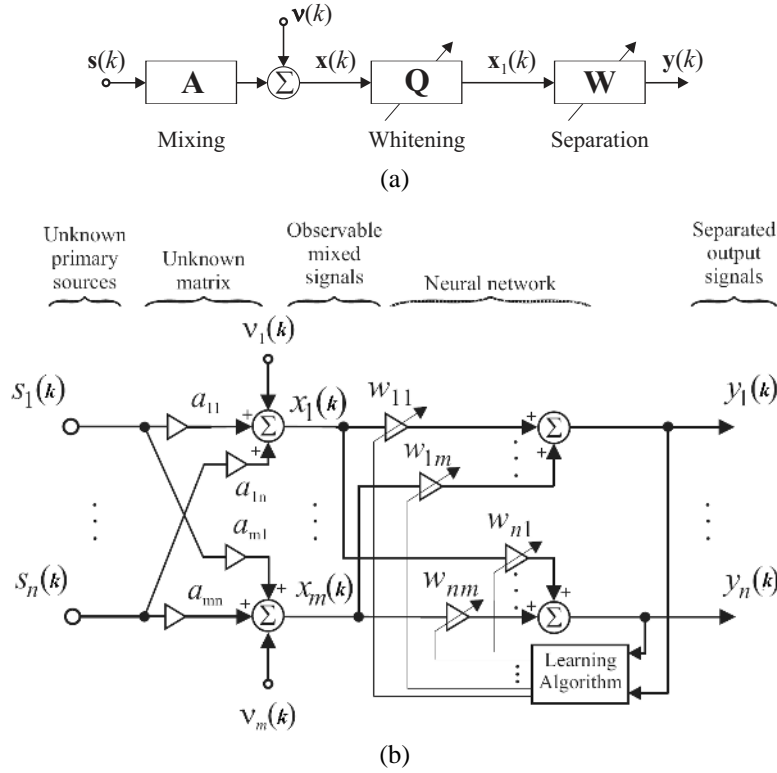 ν(k)
s(k) A Σ x(k) Q x₁(k) W y(k)
Mixing Whitening Separation
(a)
Unknown primary sources
Unknown matrix
Observable mixed signals
Neural network
Separated output signals
ν₁(k)
s₁(k) a₁₁ + Σ x₁(k) w₁₁ + Σ y₁(k)
+ a₁ₙ w₁ₘ +
⋮ ⋮ ⋮ ⋮
aₘ₁ wₙ₁
sₙ(k) aₘₙ + + Σ xₘ(k) wₙₘ + + Σ yₙ(k)
Learning Algorithm
νₘ(k)
(b)